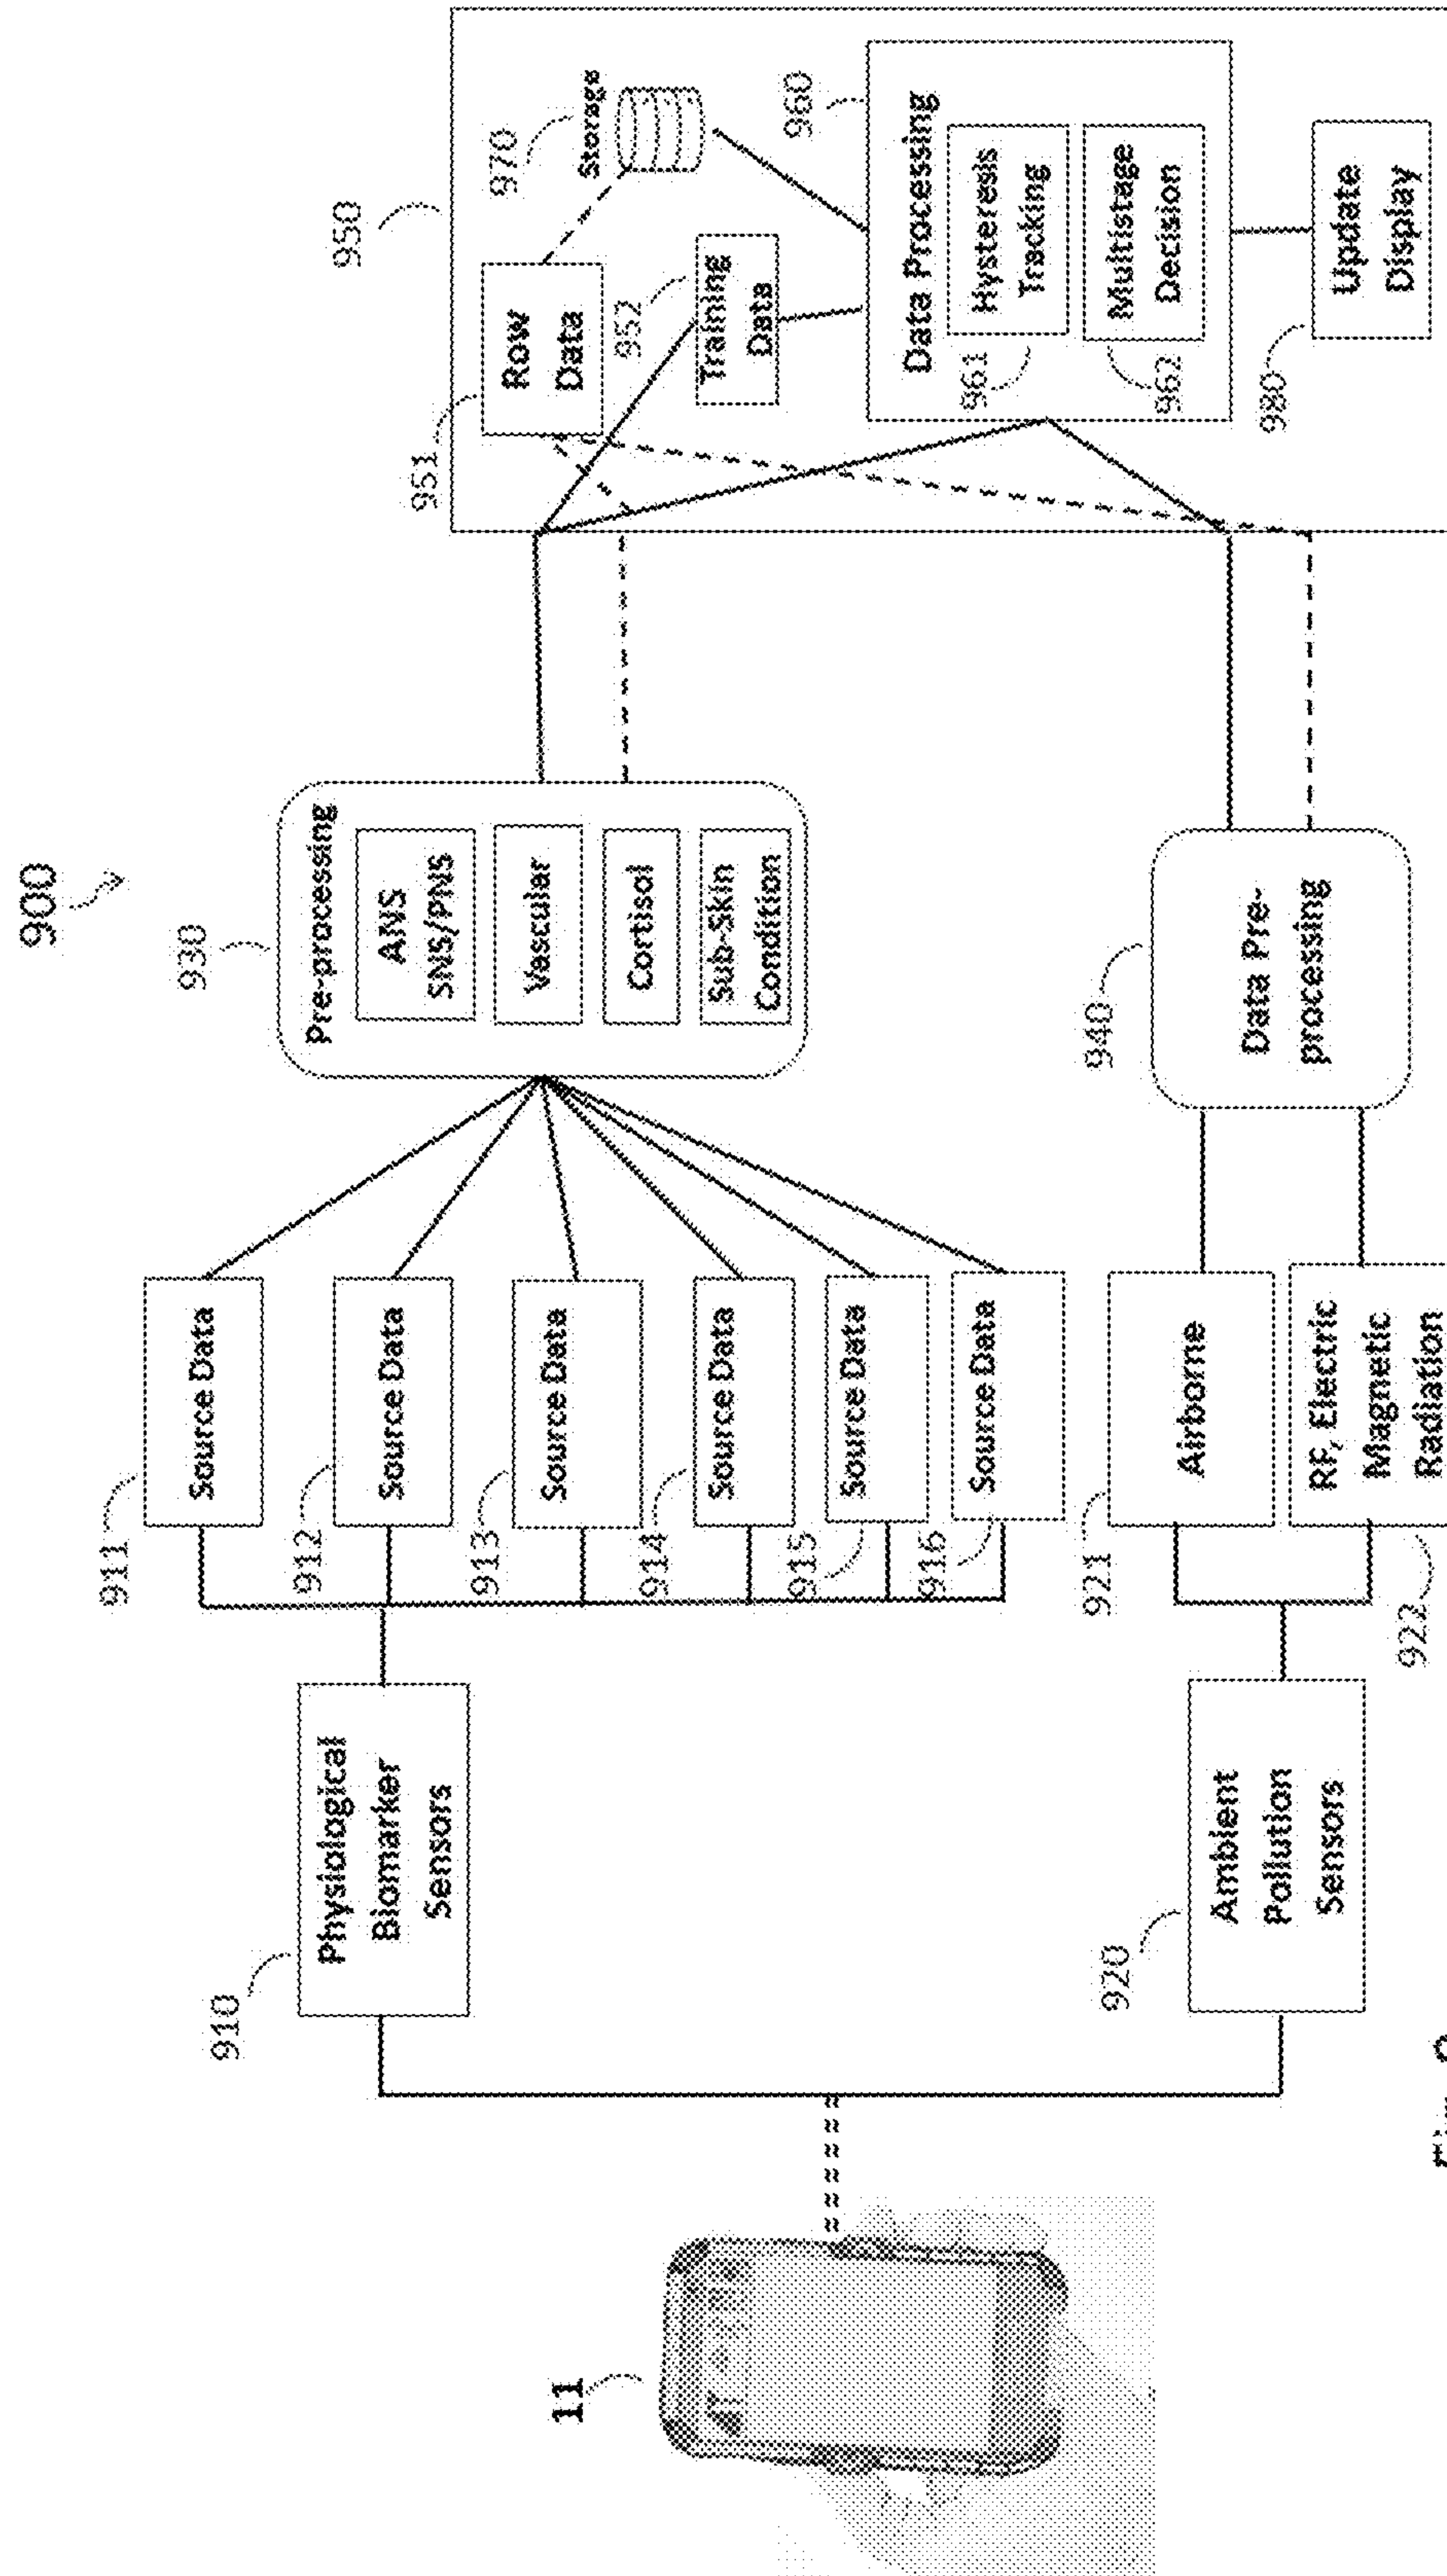 900
11
910
Physiological
Biomarker
Sensors
920
Ambient
Pollution
Sensors
911
Source Data
912
Source Data
913
Source Data
914
Source Data
915
Source Data
916
Source Data
921
Airborne
922
RF, Electric
Magnetic
Radiation
930
Pre-processing
ANS
SNS/PNS
Vascular
Cortisol
Sub-Skin
Condition
940
Data Pre-
processing
950
951
Row
Data
970
Storage
952
Training
Data
960
Data Processing
961
Hysteresis
Tracking
962
Multistage
Decision
980
Update
Display